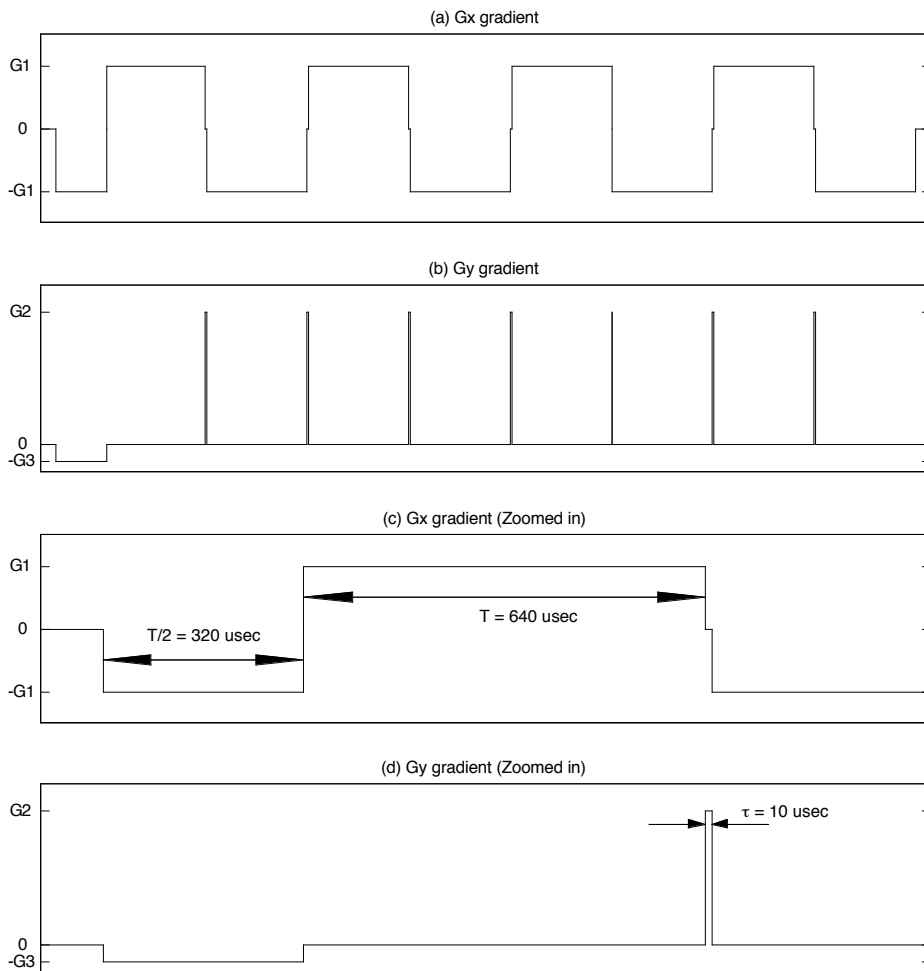 (a) Gx gradient
G1
0
-G1
(b) Gy gradient
G2
0
-G3
(c) Gx gradient (Zoomed in)
G1
T = 640 usec
T/2 = 320 usec
0
-G1
(d) Gy gradient (Zoomed in)
G2
τ = 10 usec
0
-G3